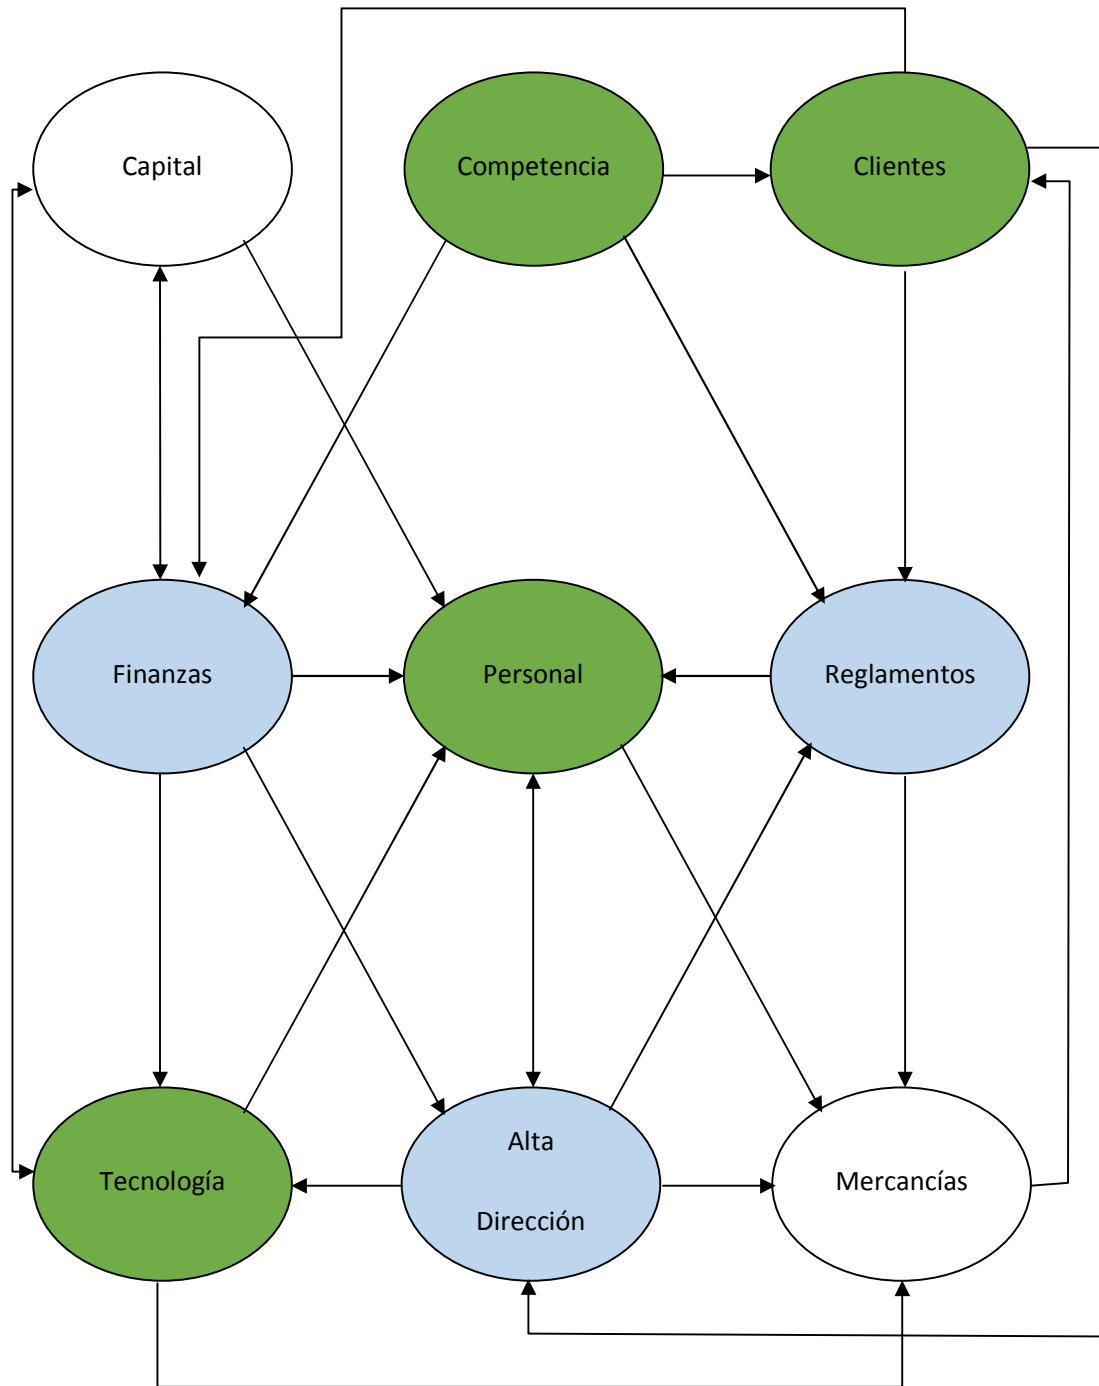 Capital
Competencia
Clientes
Finanzas
Personal
Reglamentos
Tecnología
Alta
Dirección
Mercancías